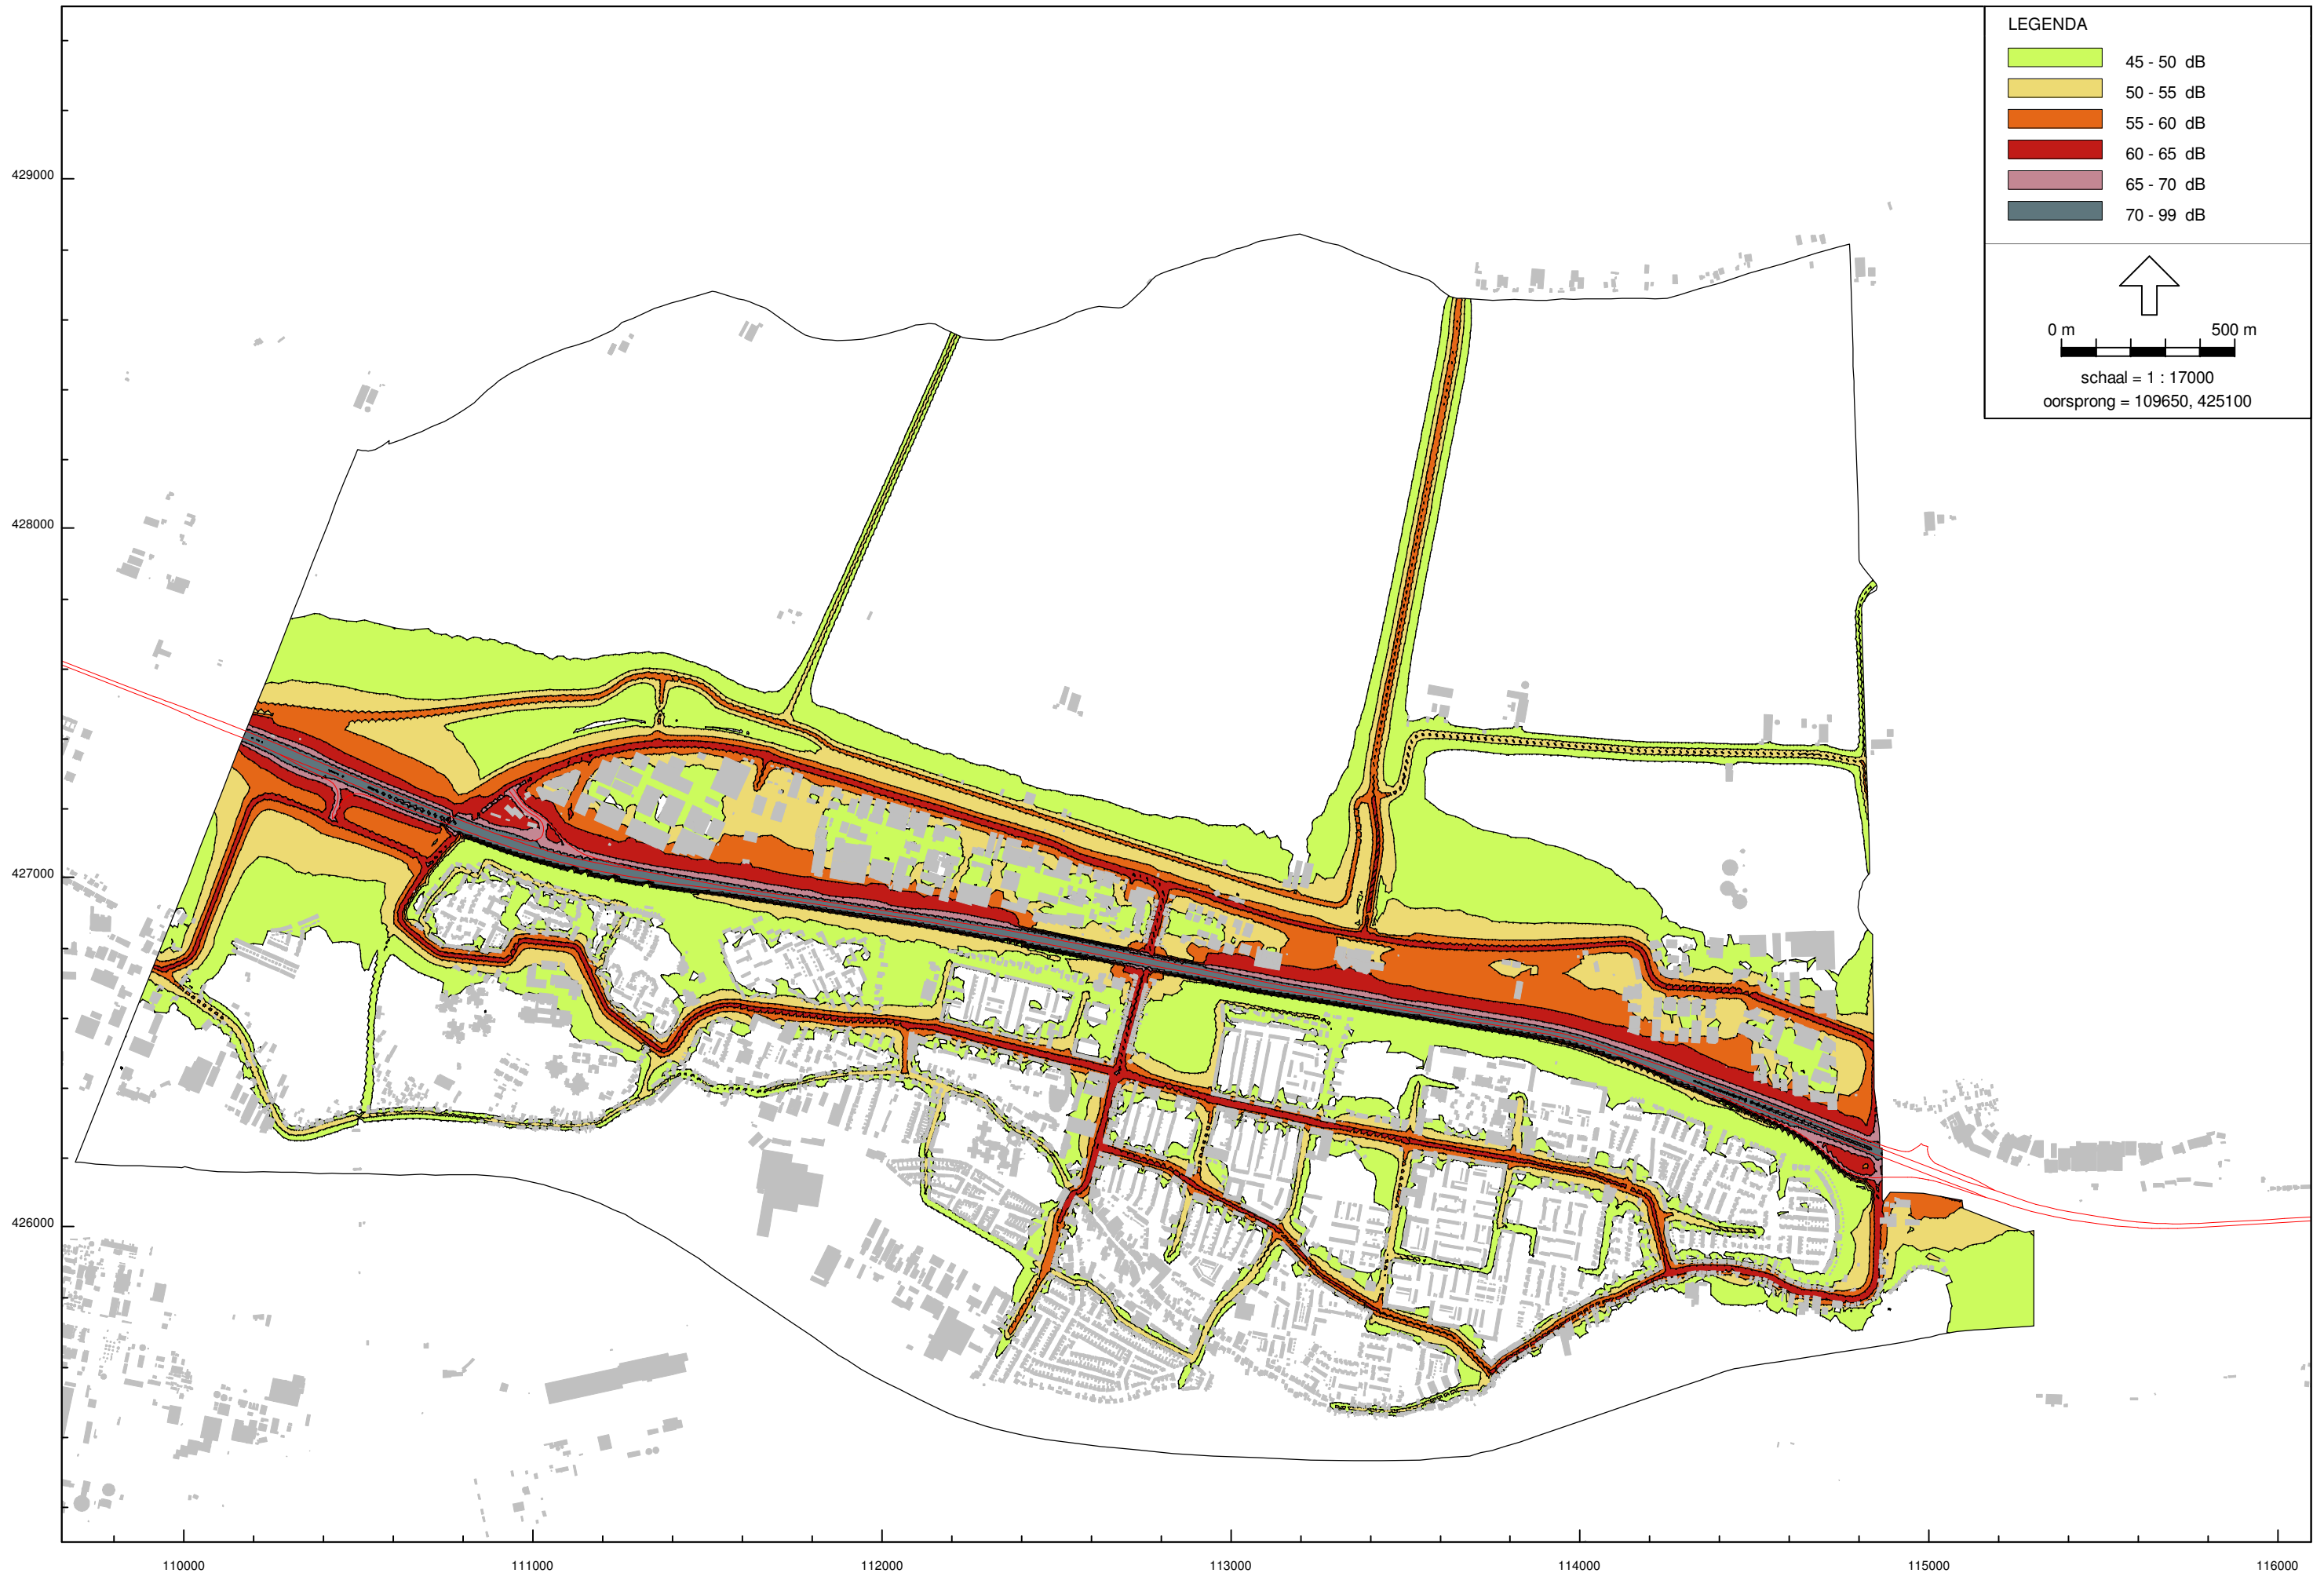 LEGENDA
45 - 50 dB
50 - 55 dB
55 - 60 dB
60 - 65 dB
65 - 70 dB
70 - 99 dB
0 m 500 m
schaal = 1 : 17000
oorsprong = 109650, 425100
429000
428000
427000
426000
110000 111000 112000 113000 114000 115000 116000